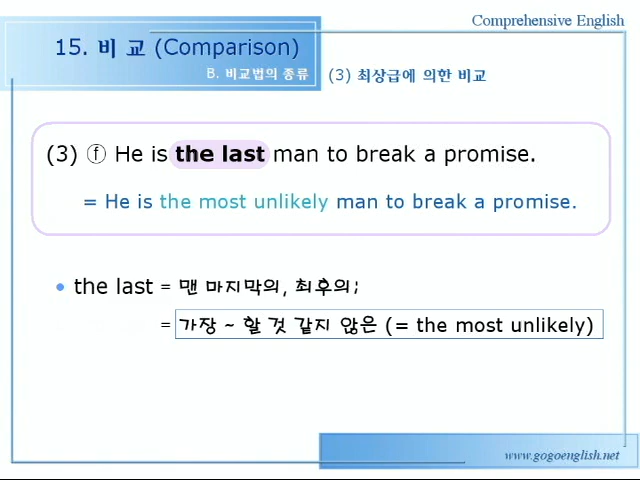 Comprehensive English
15. 비 교 (Comparison)
B. 비교법의 종류
(3) 최상급에 의한 비교
(3) ⓕ He is the last man to break a promise.
= He is the most unlikely man to break a promise.
• the last = 맨 마지막의, 최후의;
= 가장 ~ 할 것 같지 않은 (= the most unlikely)
www.gogoenglish.net